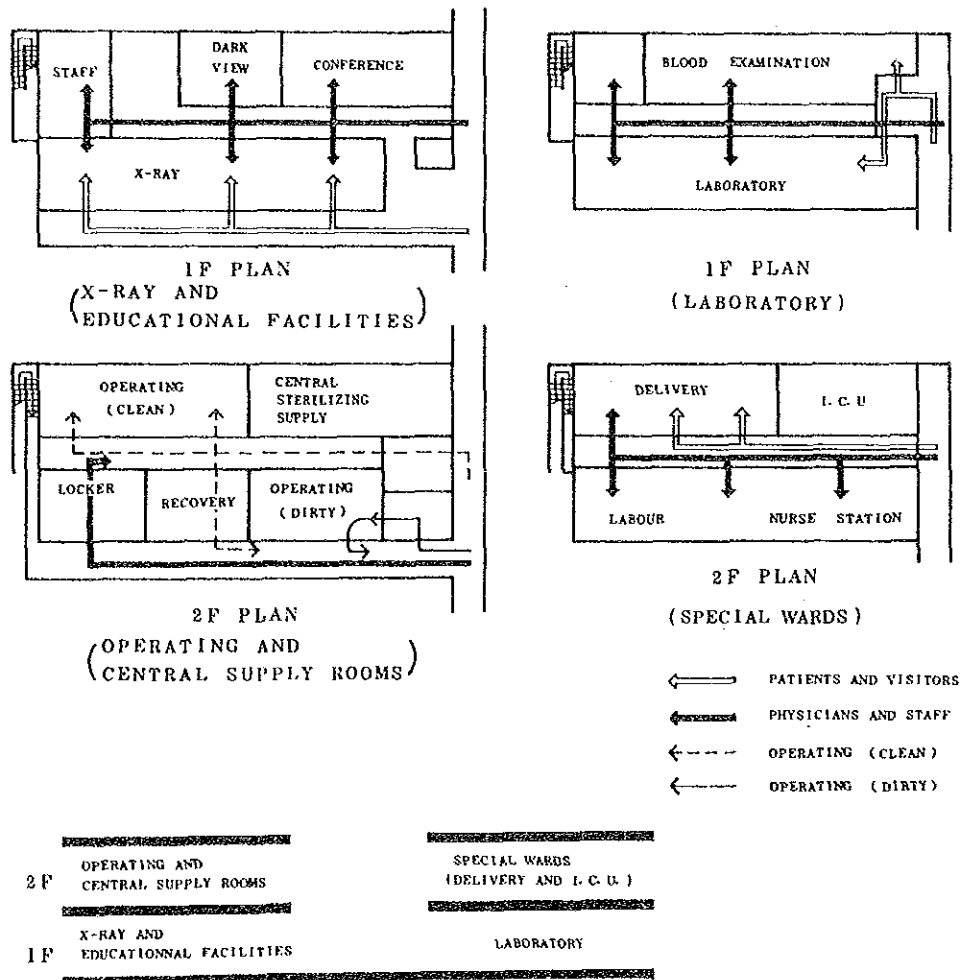 STAFF
DARK
VIEW
CONFERENCE
X-RAY
1F PLAN
(X-RAY AND
EDUCATIONAL FACILITIES)
BLOOD EXAMINATION
LABORATORY
1F PLAN
(LABORATORY)
OPERATING
(CLEAN)
CENTRAL
STERILIZING
SUPPLY
LOCKER
RECOVERY
OPERATING
(DIRTY)
2F PLAN
(OPERATING AND
CENTRAL SUPPLY ROOMS)
DELIVERY
I.C.U
LABOUR
NURSE STATION
2F PLAN
(SPECIAL WARDS)
PATIENTS AND VISITORS
PHYSICIANS AND STAFF
OPERATING (CLEAN)
OPERATING (DIRTY)
2F
OPERATING AND
CENTRAL SUPPLY ROOMS
SPECIAL WARDS
(DELIVERY AND I.C.U.)
1F
X-RAY AND
EDUCATIONNAL FACILITIES
LABORATORY